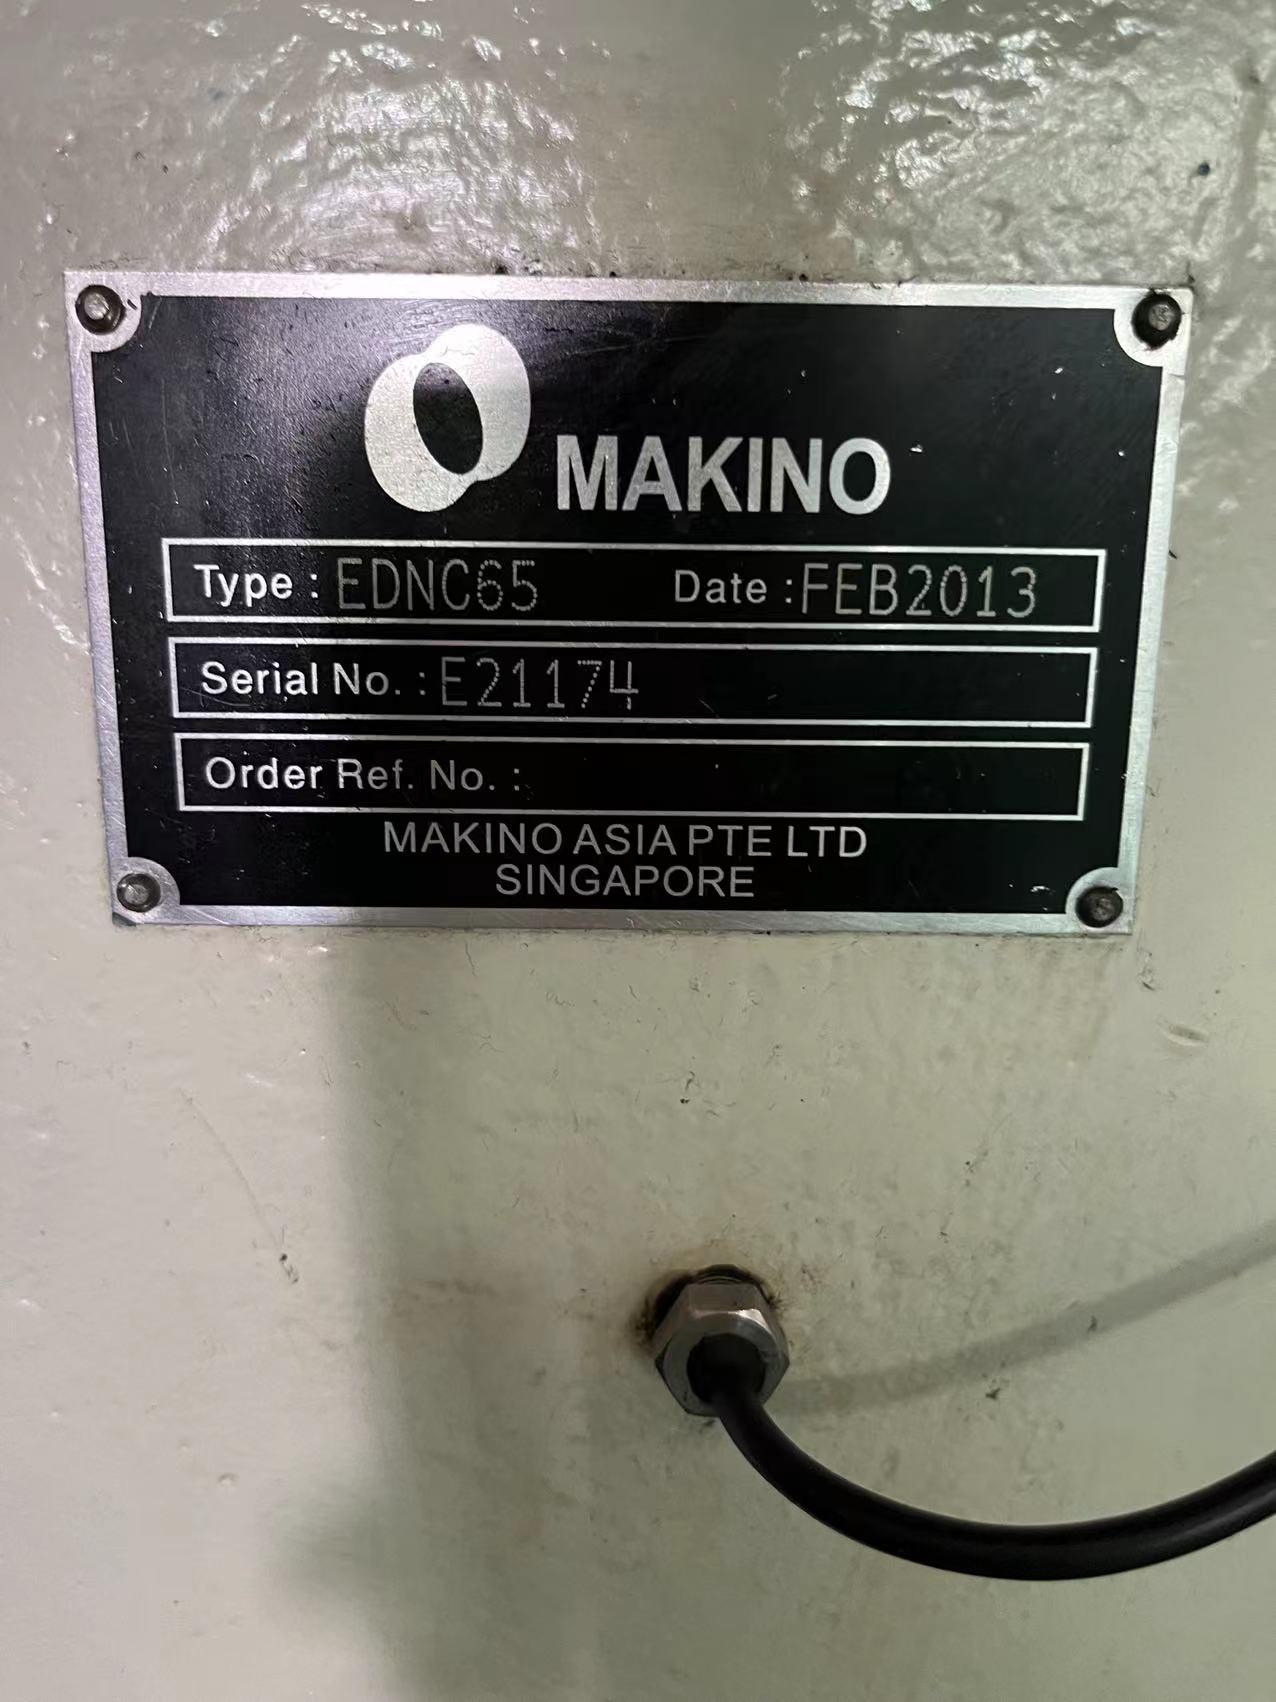 MAKINO
Type : EDNC65 Date : FEB2013
Serial No. : E21174
Order Ref. No. :
MAKINO ASIA PTE LTD
SINGAPORE